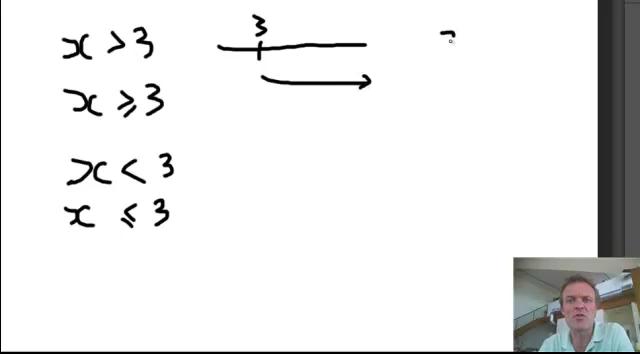 x > 3
3
x ≥ 3
x < 3
x ≤ 3